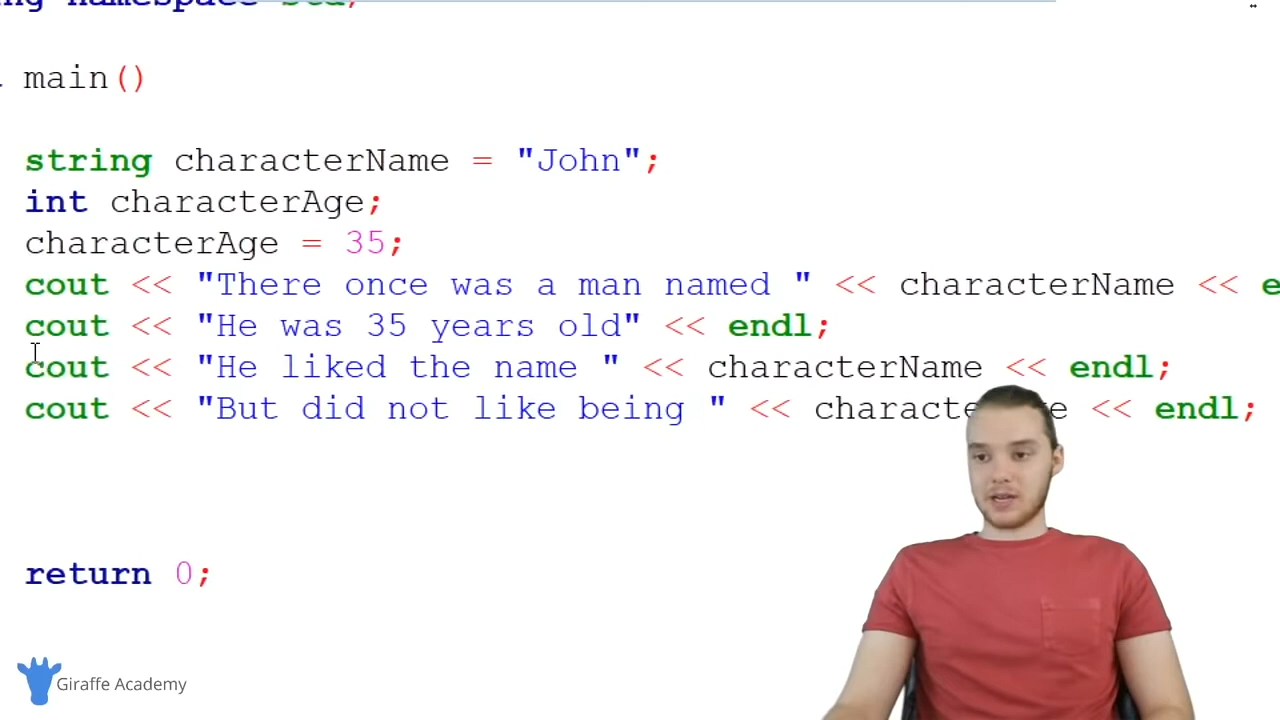 namespace std;
main()
string characterName = "John";
int characterAge;
characterAge = 35;
cout << "There once was a man named " << characterName <<
cout << "He was 35 years old" << endl;
cout << "He liked the name " << characterName << endl;
cout << "But did not like being " << << endl;
return 0;
Giraffe Academy